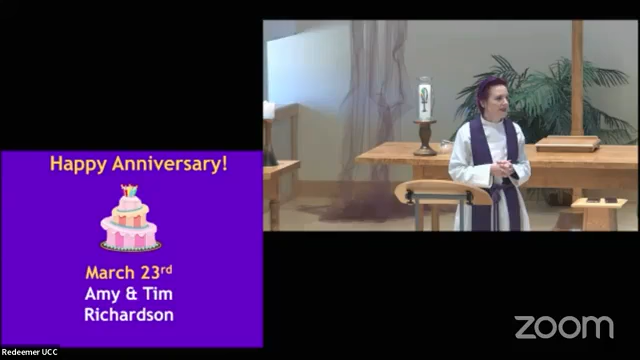 Happy Anniversary!
March 23rd
Amy & Tim
Richardson
Redeemer UCC
zoom